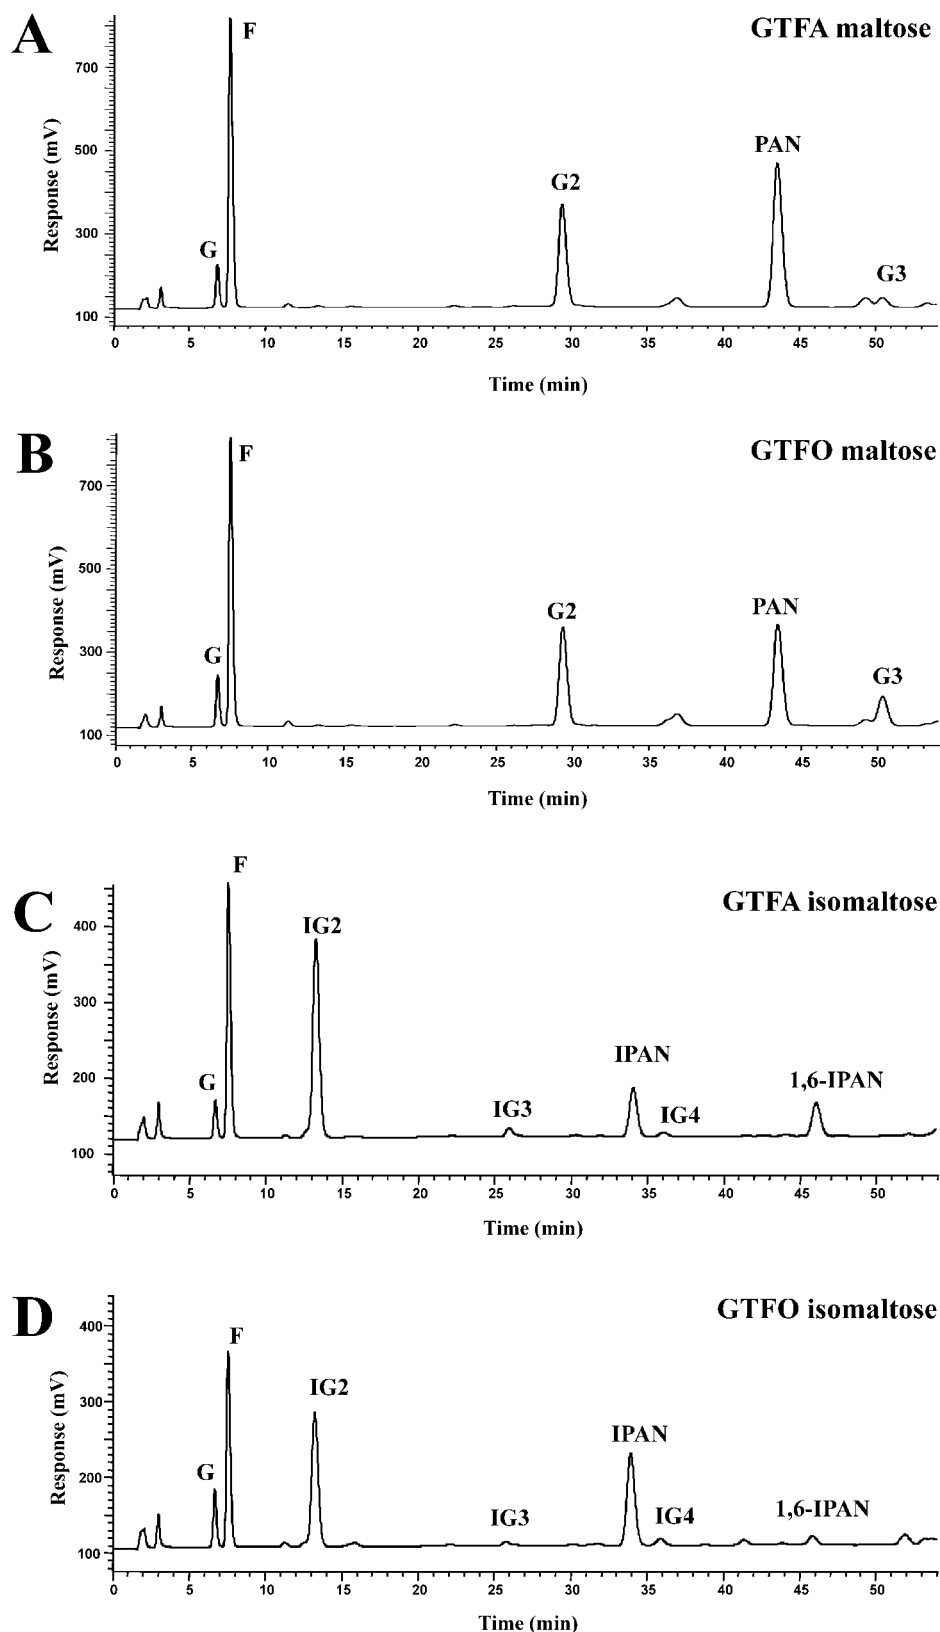 A
GTFA maltose
F
700
PAN
500
G2
Response (mV)
300
G
G3
100
0 5 10 15 20 25 30 35 40 45 50
Time (min)
B
GTFO maltose
F
700
500
PAN
G2
Response (mV)
300
G
G3
100
0 5 10 15 20 25 30 35 40 45 50
Time (min)
C
GTFA isomaltose
F
400
IG2
Response (mV)
300
IPAN
200
1,6-IPAN
G
IG3
IG4
100
0 5 10 15 20 25 30 35 40 45 50
Time (min)
D
GTFO isomaltose
400
F
IG2
300
Response (mV)
IPAN
200
G
1,6-IPAN
IG3
IG4
100
0 5 10 15 20 25 30 35 40 45 50
Time (min)